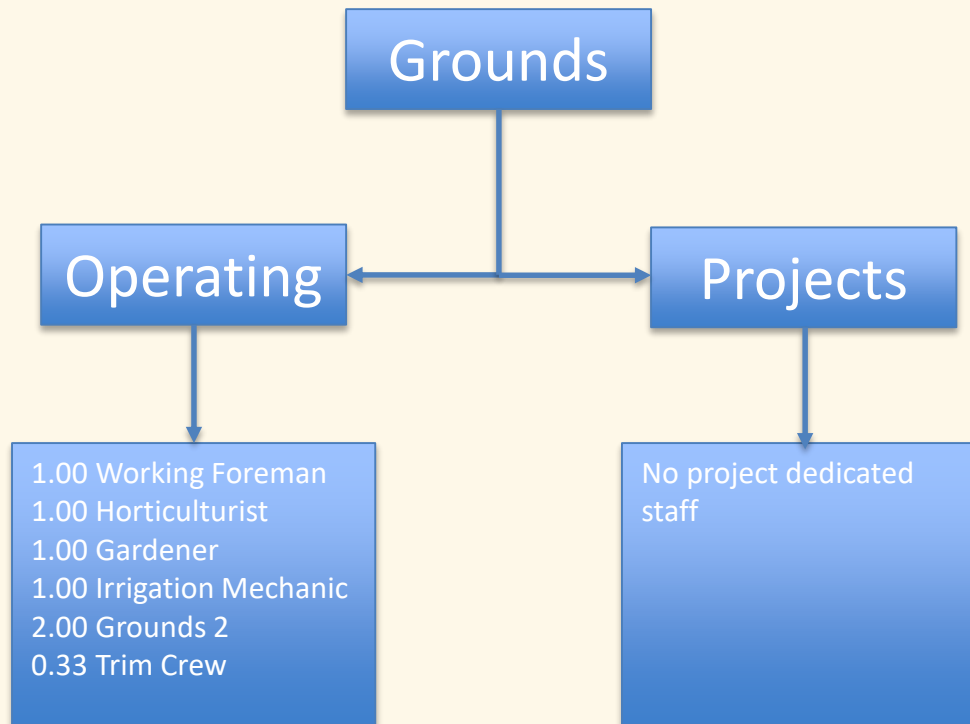 Grounds
Operating
Projects
1.00 Working Foreman
1.00 Horticulturist
1.00 Gardener
1.00 Irrigation Mechanic
2.00 Grounds 2
0.33 Trim Crew
No project dedicated
staff